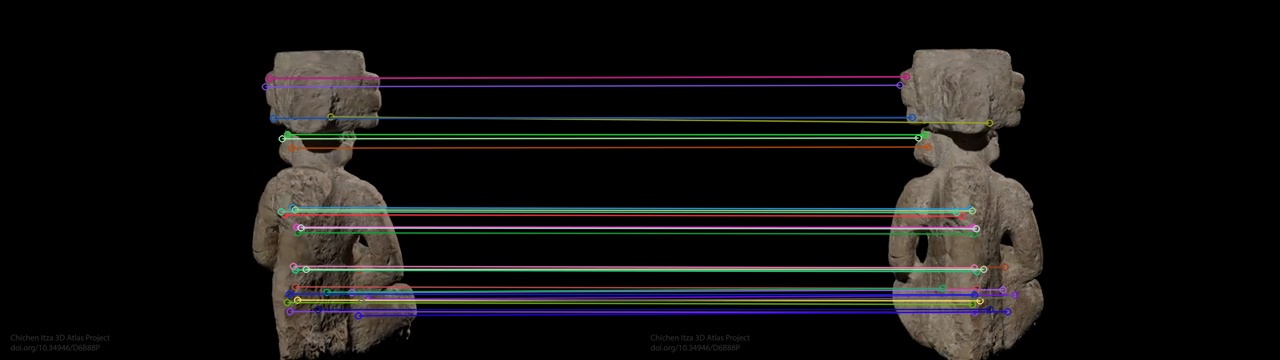 Chichen Itza 3D Atlas Project
doi.org/10.34946/D6B88P
Chichen Itza 3D Atlas Project
doi.org/10.34946/D6B88P